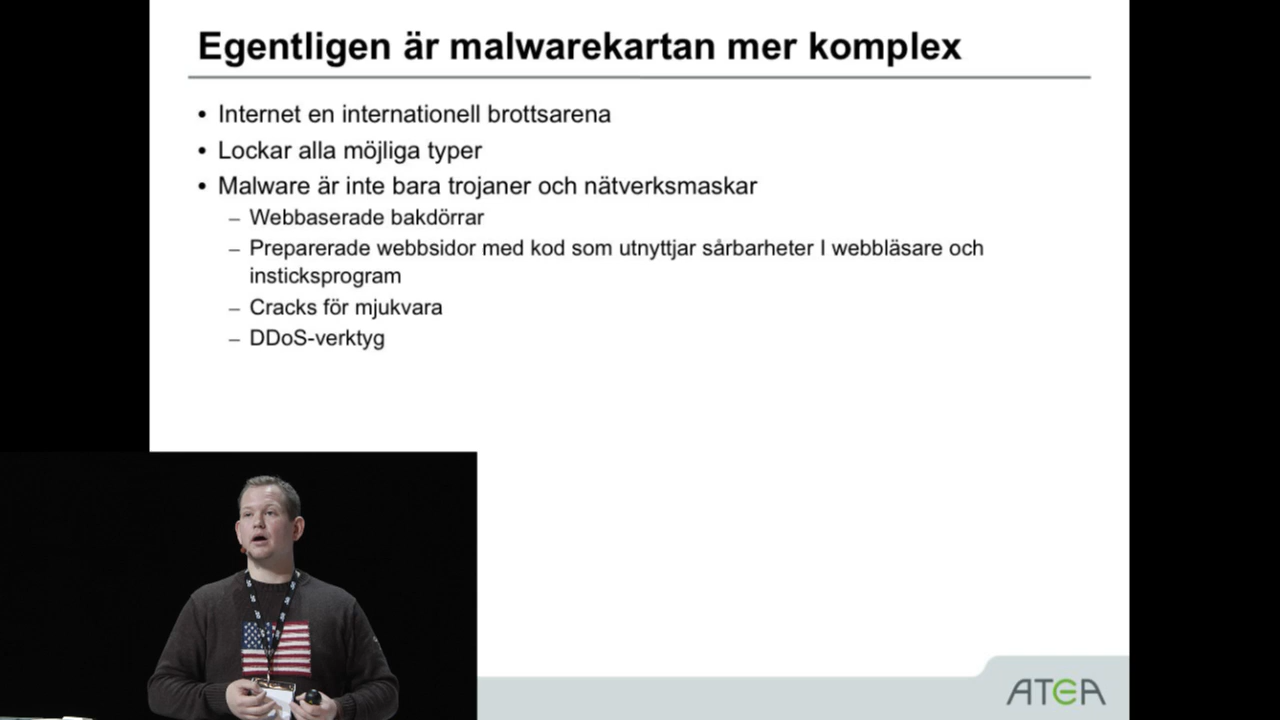 Egentligen är malwarekartan mer komplex
• Internet en internationell brottsarena
• Lockar alla möjliga typer
• Malware är inte bara trojaner och nätverksmaskar
– Webbaserade bakdörrar
– Preparerade webbsidor med kod som utnyttjar sårbarheter I webbläsare och
insticksprogram
– Cracks för mjukvara
– DDoS-verktyg
ATEA